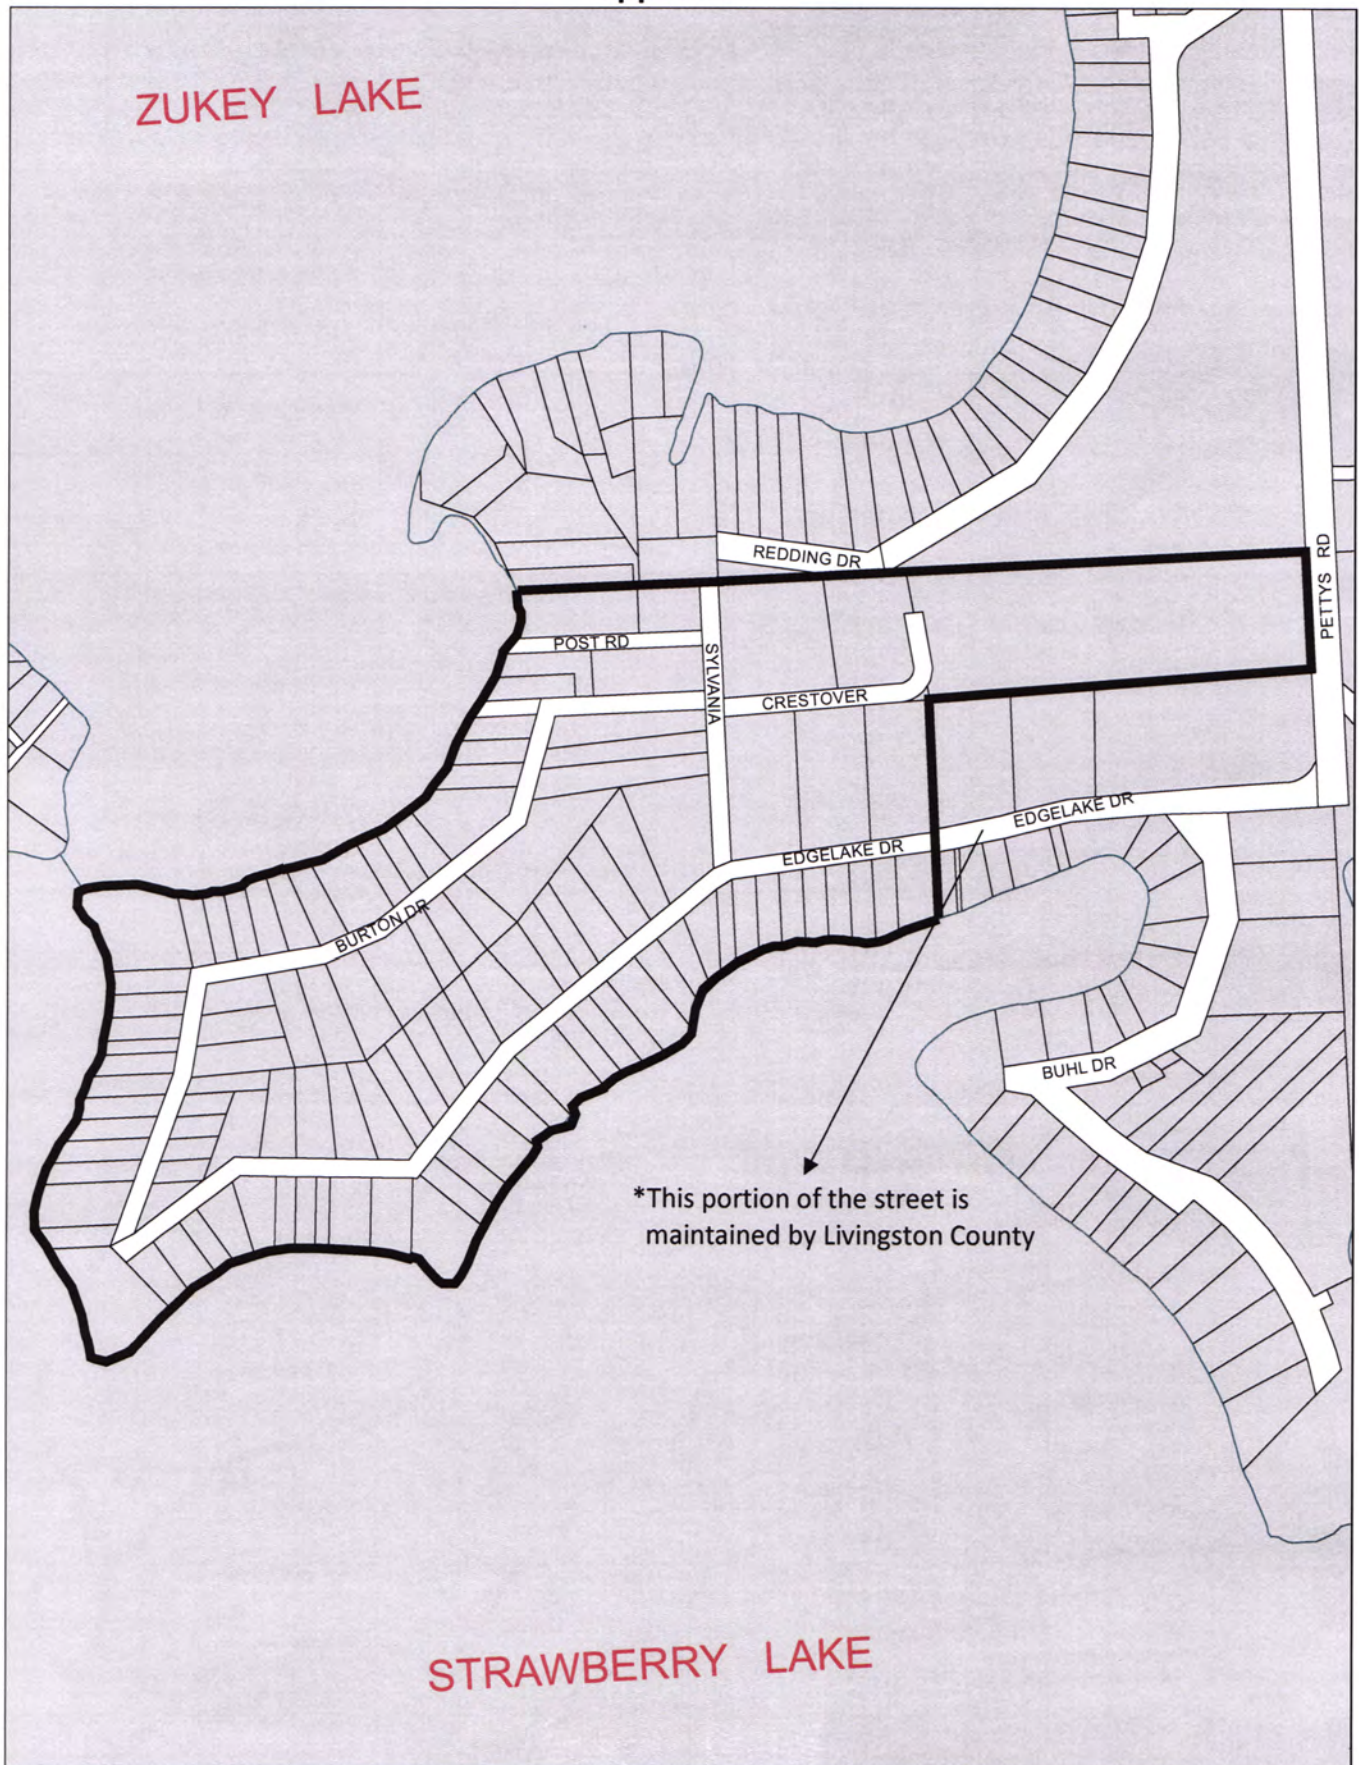 ZUKEY LAKE
REDDING DR
PETTYS RD
POST RD
SYLVANIA
CRESTOVER
EDGELAKE DR
EDGELAKE DR
BURTON DR
BUHL DR
*This portion of the street is
maintained by Livingston County
STRAWBERRY LAKE